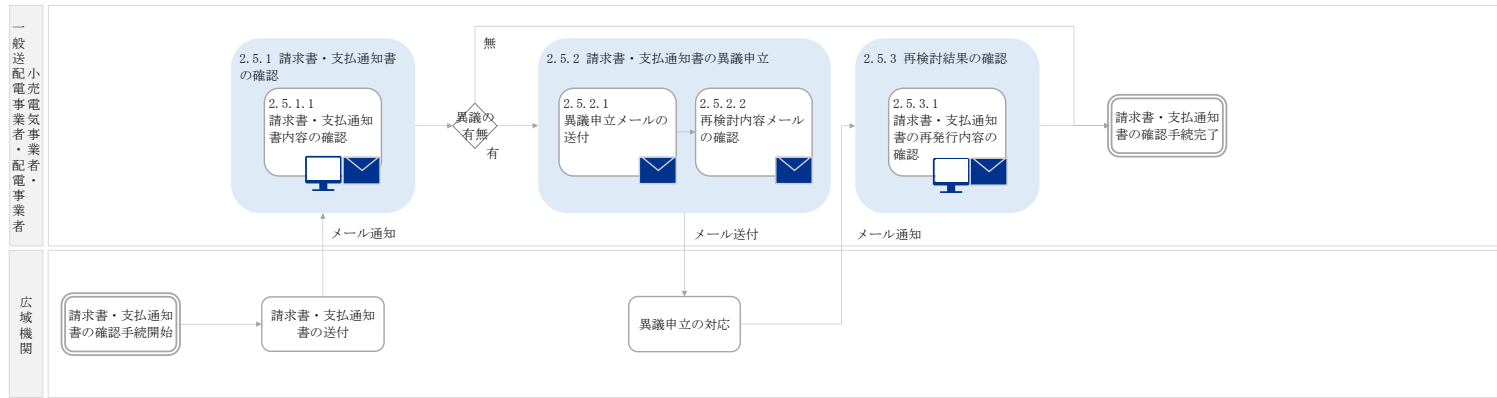 小売電気事業者・
一般送配電事業者・配電事業者
2.5.1 請求書・支払通知書
の確認
2.5.1.1
請求書・支払通知
書内容の確認
異議の
有無
無
有
2.5.2 請求書・支払通知書の異議申立
2.5.2.1
異議申立メールの
送付
2.5.2.2
再検討内容メール
の確認
2.5.3 再検討結果の確認
2.5.3.1
請求書・支払通知
書の再発行内容の
確認
請求書・支払通知
書の確認手続完了
メール通知
メール送付
メール通知
広域機関
請求書・支払通知
書の確認手続開始
請求書・支払通知
書の送付
異議申立の対応